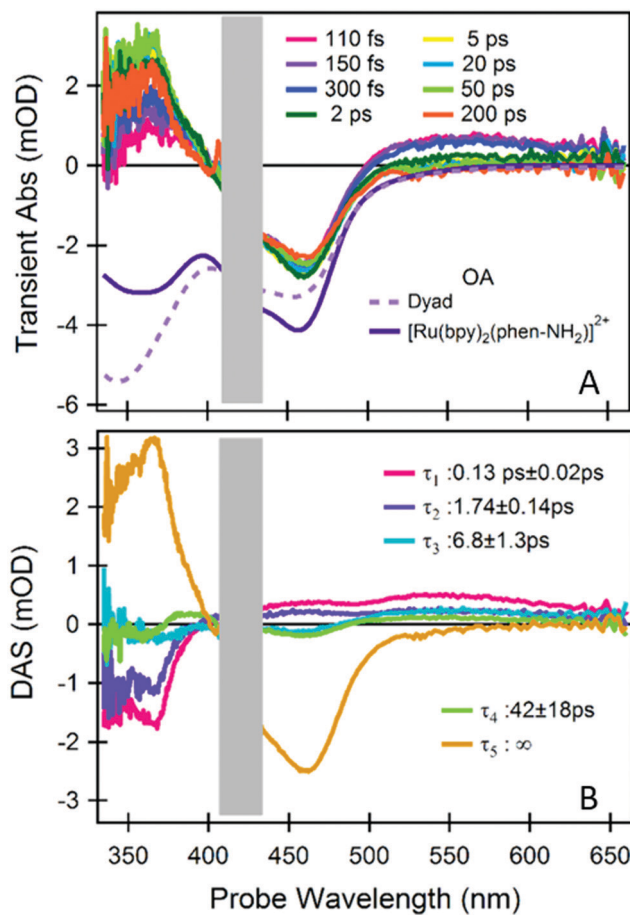 2
0
-2
-4
-6
Transient Abs (mOD)
110 fs
150 fs
300 fs
2 ps
5 ps
20 ps
50 ps
200 ps
OA
Dyad
[Ru(bpy)₂(phen-NH₂)]²⁺
A
3
2
1
0
-1
-2
-3
DAS (mOD)
τ₁ :0.13 ps±0.02ps
τ₂ :1.74±0.14ps
τ₃ :6.8±1.3ps
τ₄ :42±18ps
τ₅ : ∞
B
350 400 450 500 550 600 650
Probe Wavelength (nm)